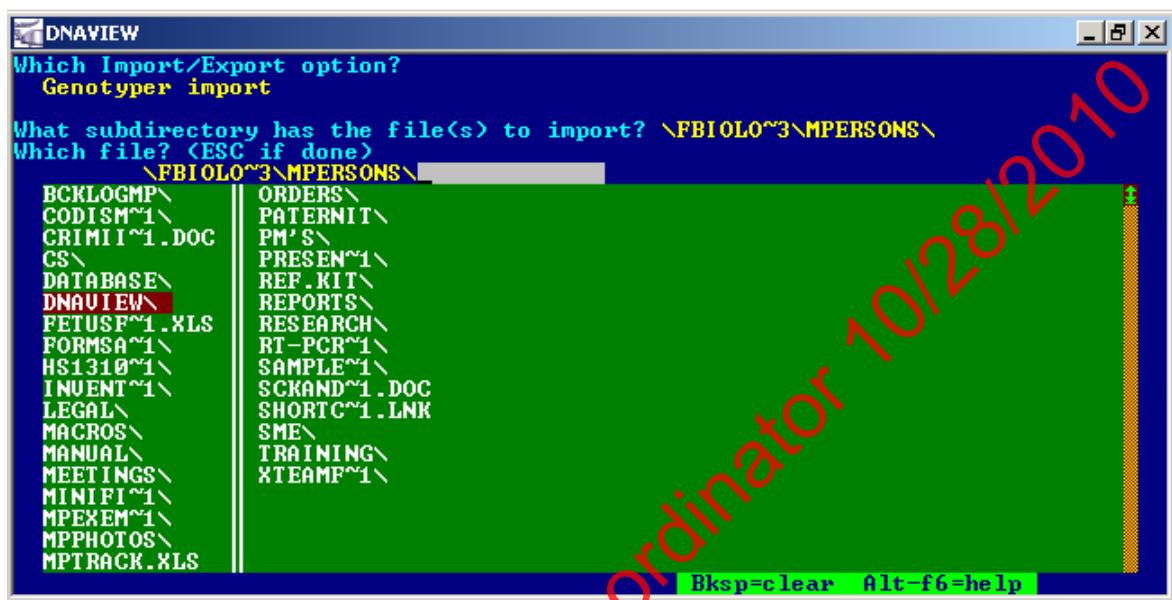 DNAVIEW
Which Import/Export option?
Genotyper import
What subdirectory has the file(s) to import? \FBIOLO~3\MPERSONS\
Which file? (ESC if done)
\FBIOLO~3\MPERSONS\_
BCKLOGMP\
CODISM~1\
CRIMII~1.DOC
CS\
DATABASE\
DNAVIEW\
FETUSF~1.XLS
FORMSA~1\
HS1310~1\
INVENT~1\
LEGAL\
MACROS\
MANUAL\
MEETINGS\
MINIFI~1\
MPEXEM~1\
MPPHOTOS\
MPTRACK.XLS
ORDERS\
PATERNIT\
PM'S\
PRESEN~1\
REF.KIT\
REPORTS\
RESEARCH\
RT-PCR~1\
SAMPLE~1\
SCKAND~1.DOC
SHORTC~1.LNK
SME\
TRAINING\
XTEAMF~1\
Bksp=clear Alt-f6=help
ordinator 10/28/2010